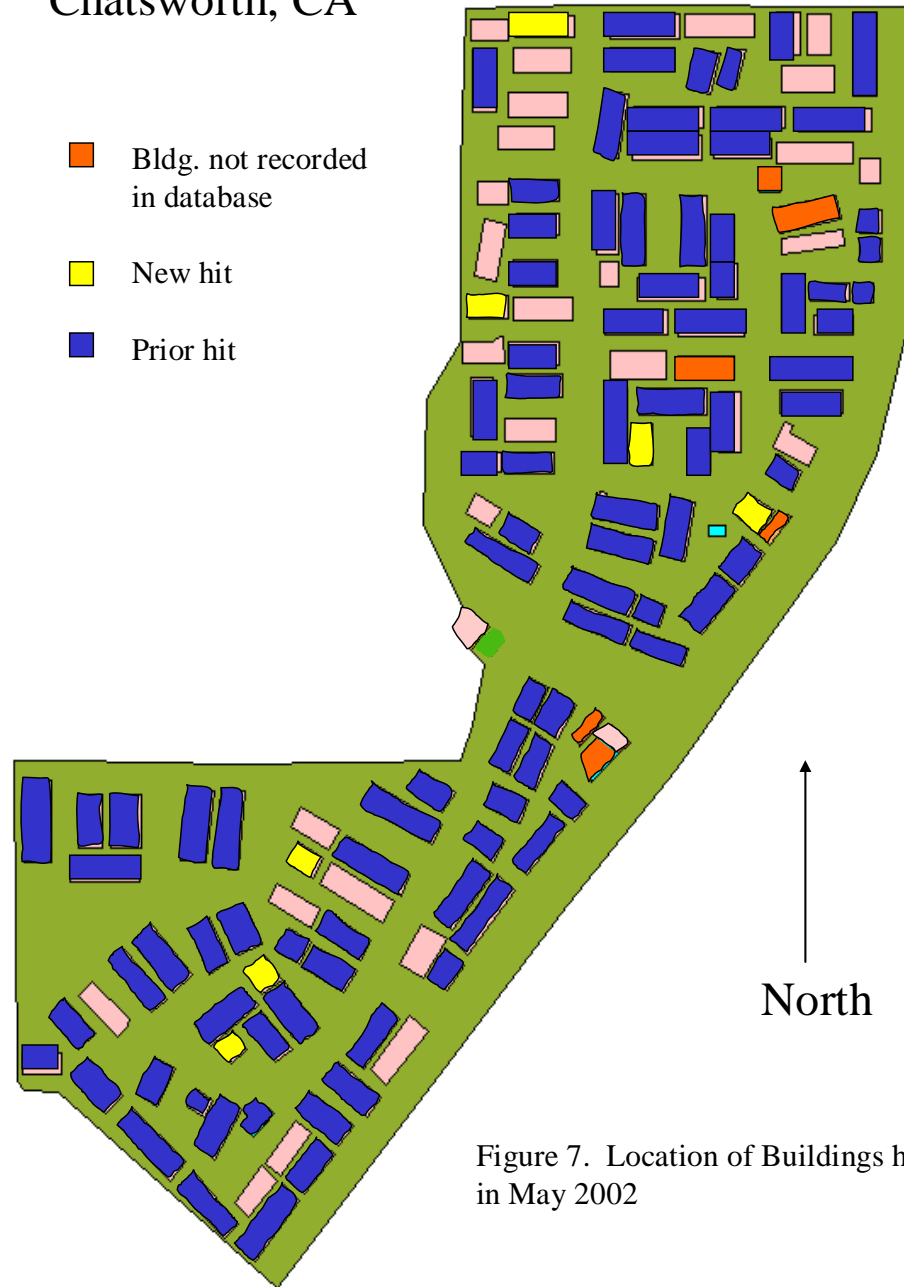 Chatsworth, CA
Bldg. not recorded
in database
New hit
Prior hit
North
Figure 7. Location of Buildings h
in May 2002